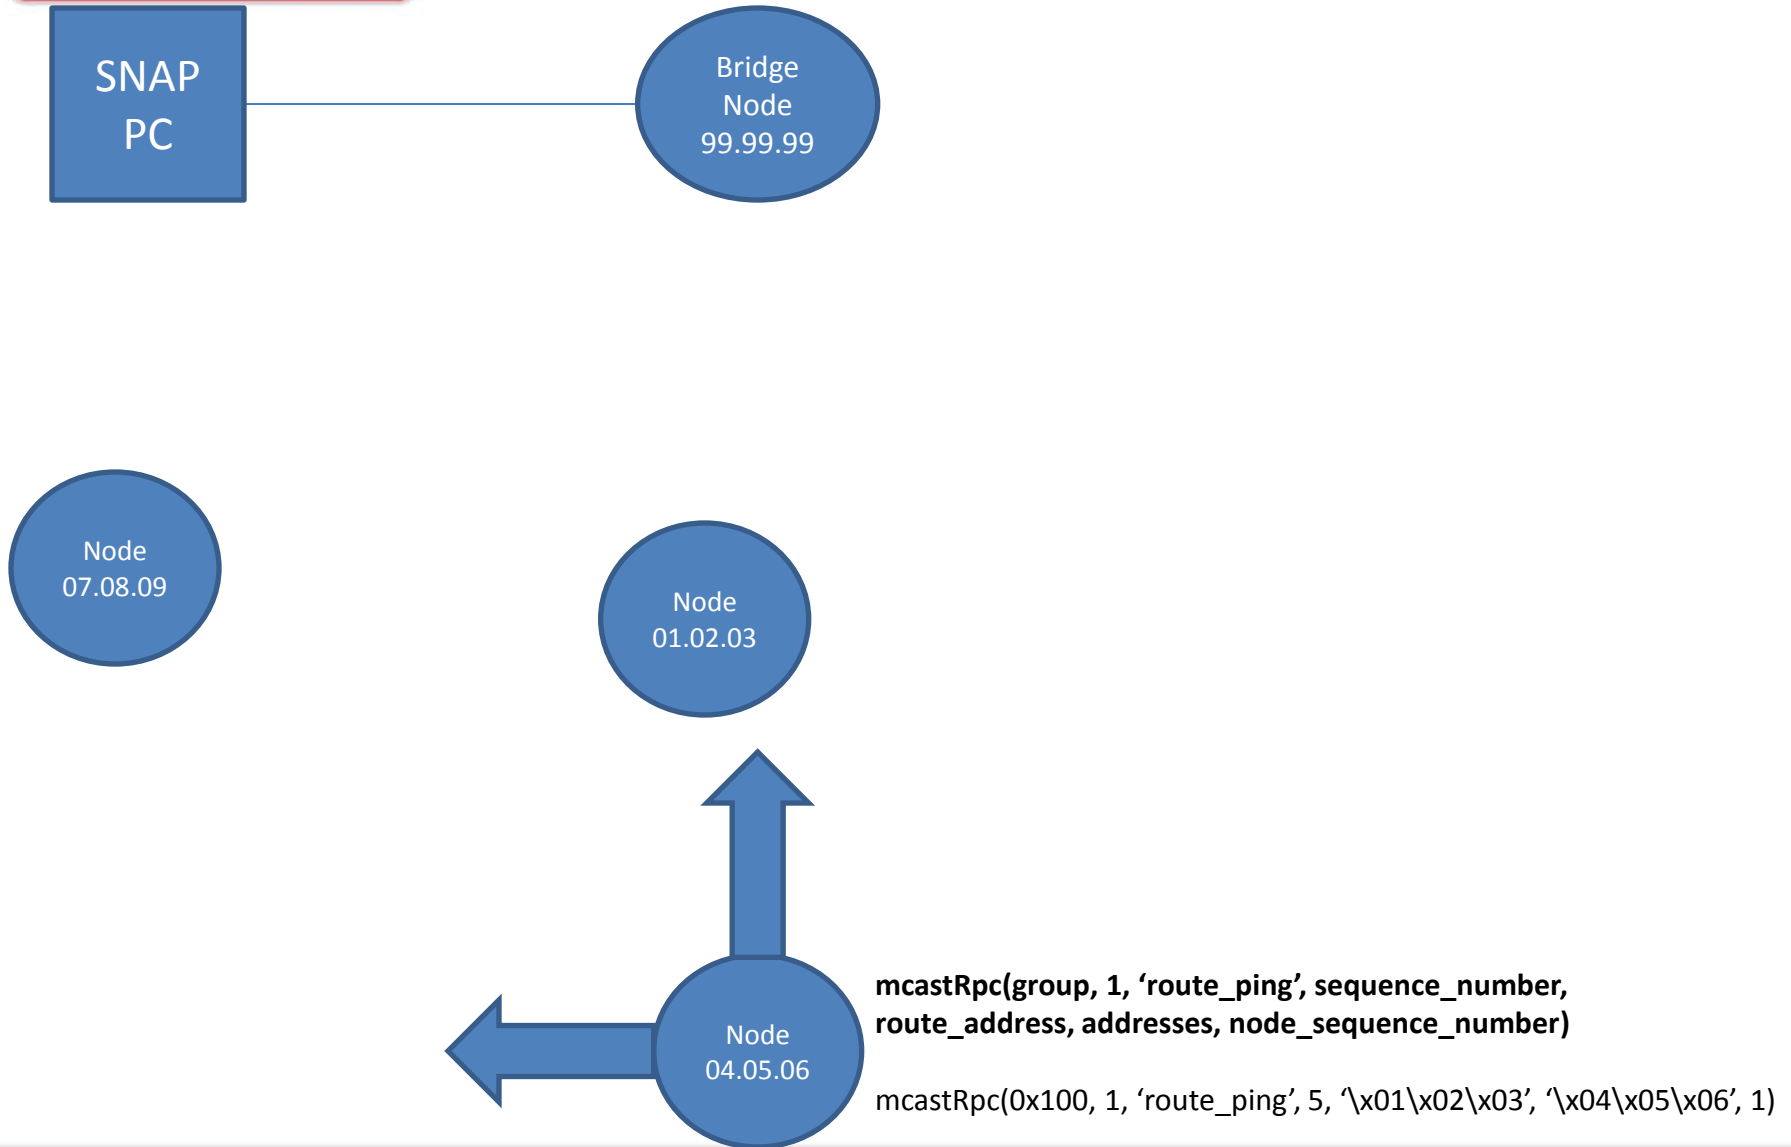 SNAP
PC
Bridge
Node
99.99.99
Node
07.08.09
Node
01.02.03
Node
04.05.06
mcastRpc(group, 1, ‘route_ping’, sequence_number,
route_address, addresses, node_sequence_number)
mcastRpc(0x100, 1, ‘route_ping’, 5, ‘\x01\x02\x03’, ‘\x04\x05\x06’, 1)